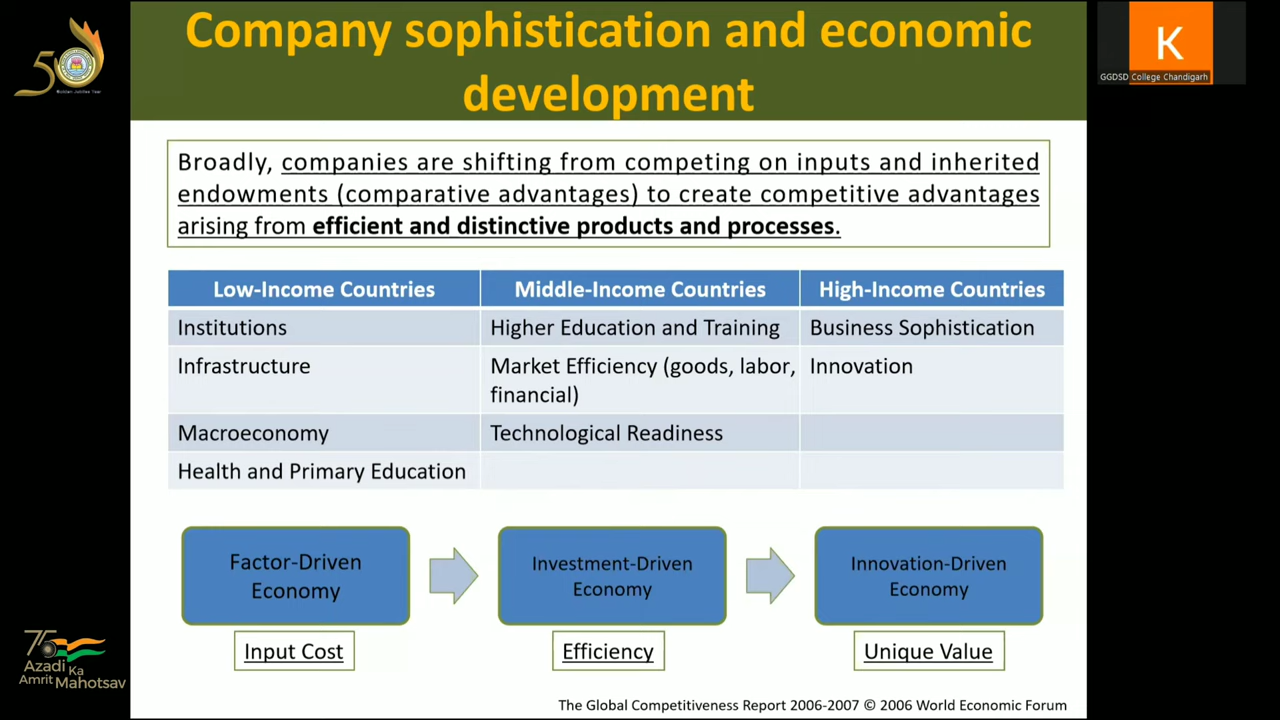 Company sophistication and economic
development
50
Golden Jubilee Year
K
GGDSD College Chandigarh
Broadly, companies are shifting from competing on inputs and inherited
endowments (comparative advantages) to create competitive advantages
arising from efficient and distinctive products and processes.
Low-Income Countries Middle-Income Countries High-Income Countries
Institutions Higher Education and Training Business Sophistication
Infrastructure Market Efficiency (goods, labor, Innovation
financial)
Macroeconomy Technological Readiness
Health and Primary Education
Factor-Driven Investment-Driven Innovation-Driven
Economy Economy Economy
Input Cost Efficiency Unique Value
75
Azadi Ka
Amrit Mahotsav
The Global Competitiveness Report 2006-2007 © 2006 World Economic Forum